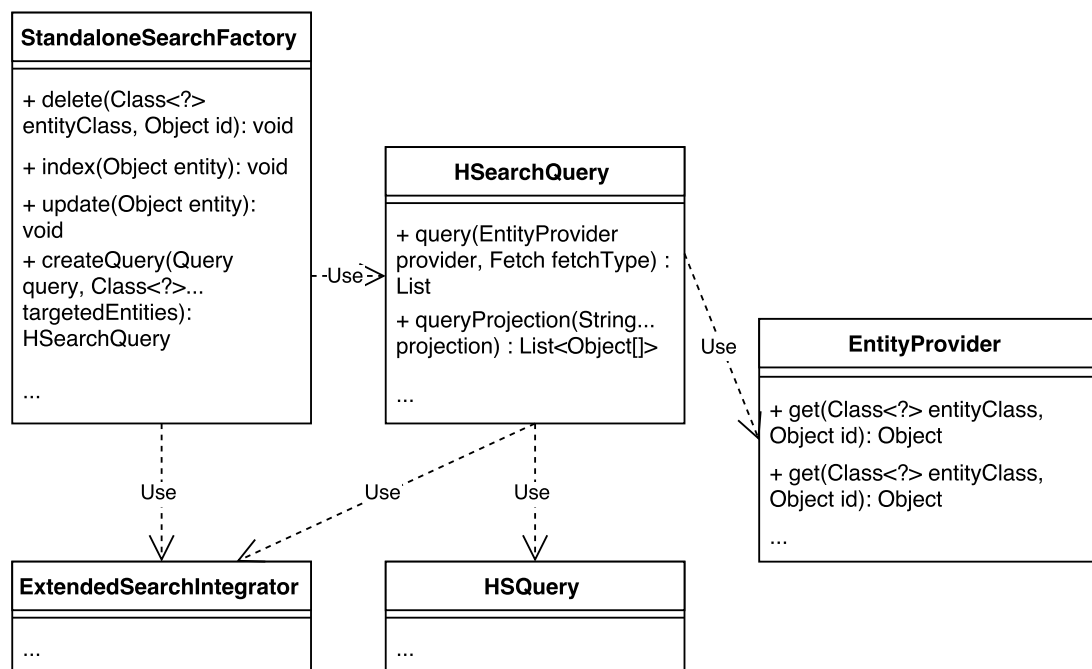 StandaloneSearchFactory
+ delete(Class<?>
entityClass, Object id): void
+ index(Object entity): void
+ update(Object entity):
void
+ createQuery(Query
query, Class<?>...
targetedEntities):
HSearchQuery
...
Use
HSearchQuery
+ query(EntityProvider
provider, Fetch fetchType) :
List
+ queryProjection(String...
projection) : List<Object[]>
...
Use
EntityProvider
+ get(Class<?> entityClass,
Object id): Object
+ get(Class<?> entityClass,
Object id): Object
...
Use
Use
Use
ExtendedSearchIntegrator
...
HSQuery
...